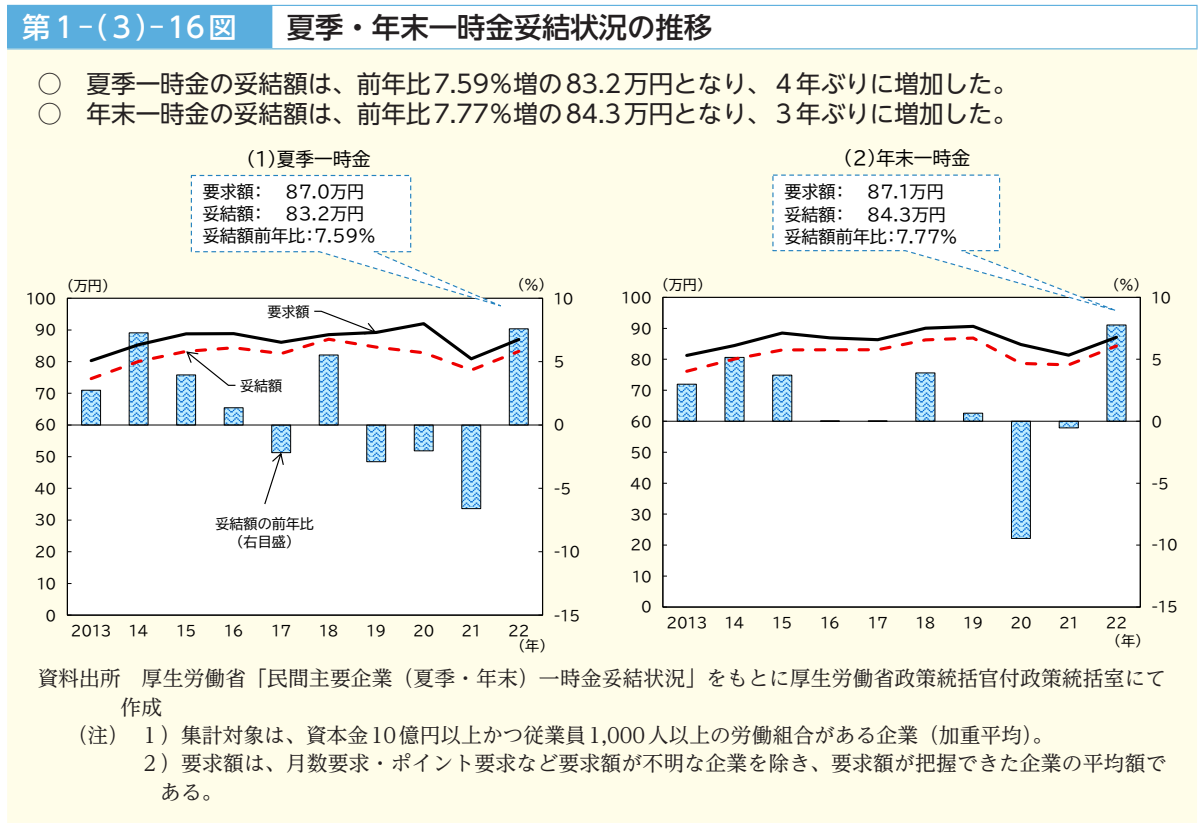 第1-(3)-16図　夏季・年末一時金妥結状況の推移
○　夏季一時金の妥結額は、前年比7.59%増の83.2万円となり、４年ぶりに増加した。
○　年末一時金の妥結額は、前年比7.77%増の84.3万円となり、３年ぶりに増加した。
(1)夏季一時金
要求額：　87.0万円
妥結額：　83.2万円
妥結額前年比：7.59%
（万円）
（%）
100
90
80
70
60
50
40
30
20
10
0
10
5
0
-5
-10
-15
要求額
妥結額
妥結額の前年比
（右目盛）
2013　14　15　16　17　18　19　20　21　22
（年）
(2)年末一時金
要求額：　87.1万円
妥結額：　84.3万円
妥結額前年比：7.77%
（万円）
（%）
100
90
80
70
60
50
40
30
20
10
0
10
5
0
-5
-10
-15
2013　14　15　16　17　18　19　20　21　22
（年）
資料出所　厚生労働省「民間主要企業（夏季・年末）一時金妥結状況」をもとに厚生労働省政策統括官付政策統括室にて
作成
（注）　１）集計対象は、資本金10億円以上かつ従業員1,000人以上の労働組合がある企業（加重平均）。
２）要求額は、月数要求・ポイント要求など要求額が不明な企業を除き、要求額が把握できた企業の平均額で
ある。